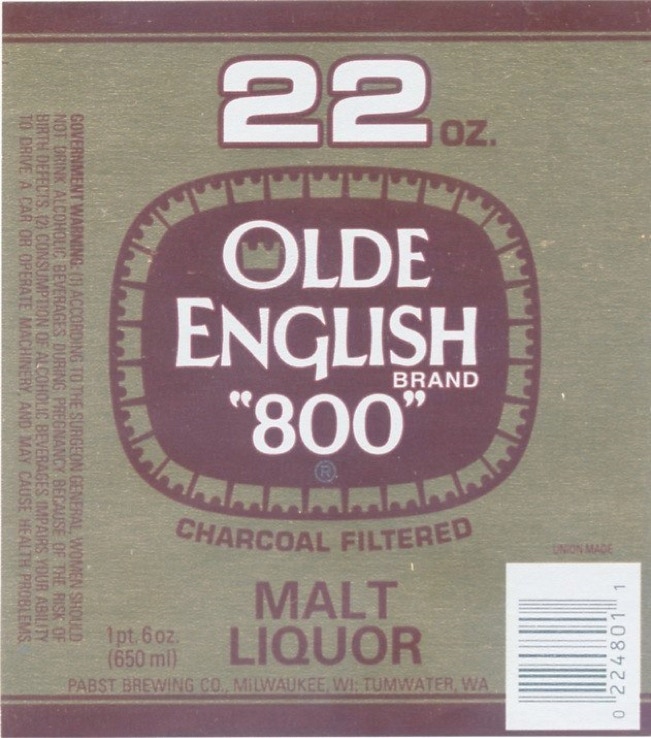 22 OZ.
OLDE
ENGLISH
BRAND
"800"
®
CHARCOAL FILTERED
MALT
LIQUOR
1 pt. 6 oz.
(650 ml)
PABST BREWING CO., MILWAUKEE, WI; TUMWATER, WA
GOVERNMENT WARNING: (1) ACCORDING TO THE SURGEON GENERAL, WOMEN SHOULD
NOT DRINK ALCOHOLIC BEVERAGES DURING PREGNANCY BECAUSE OF THE RISK OF
BIRTH DEFECTS. (2) CONSUMPTION OF ALCOHOLIC BEVERAGES IMPAIRS YOUR ABILITY
TO DRIVE A CAR OR OPERATE MACHINERY, AND MAY CAUSE HEALTH PROBLEMS.
UNION MADE
0 224801 1